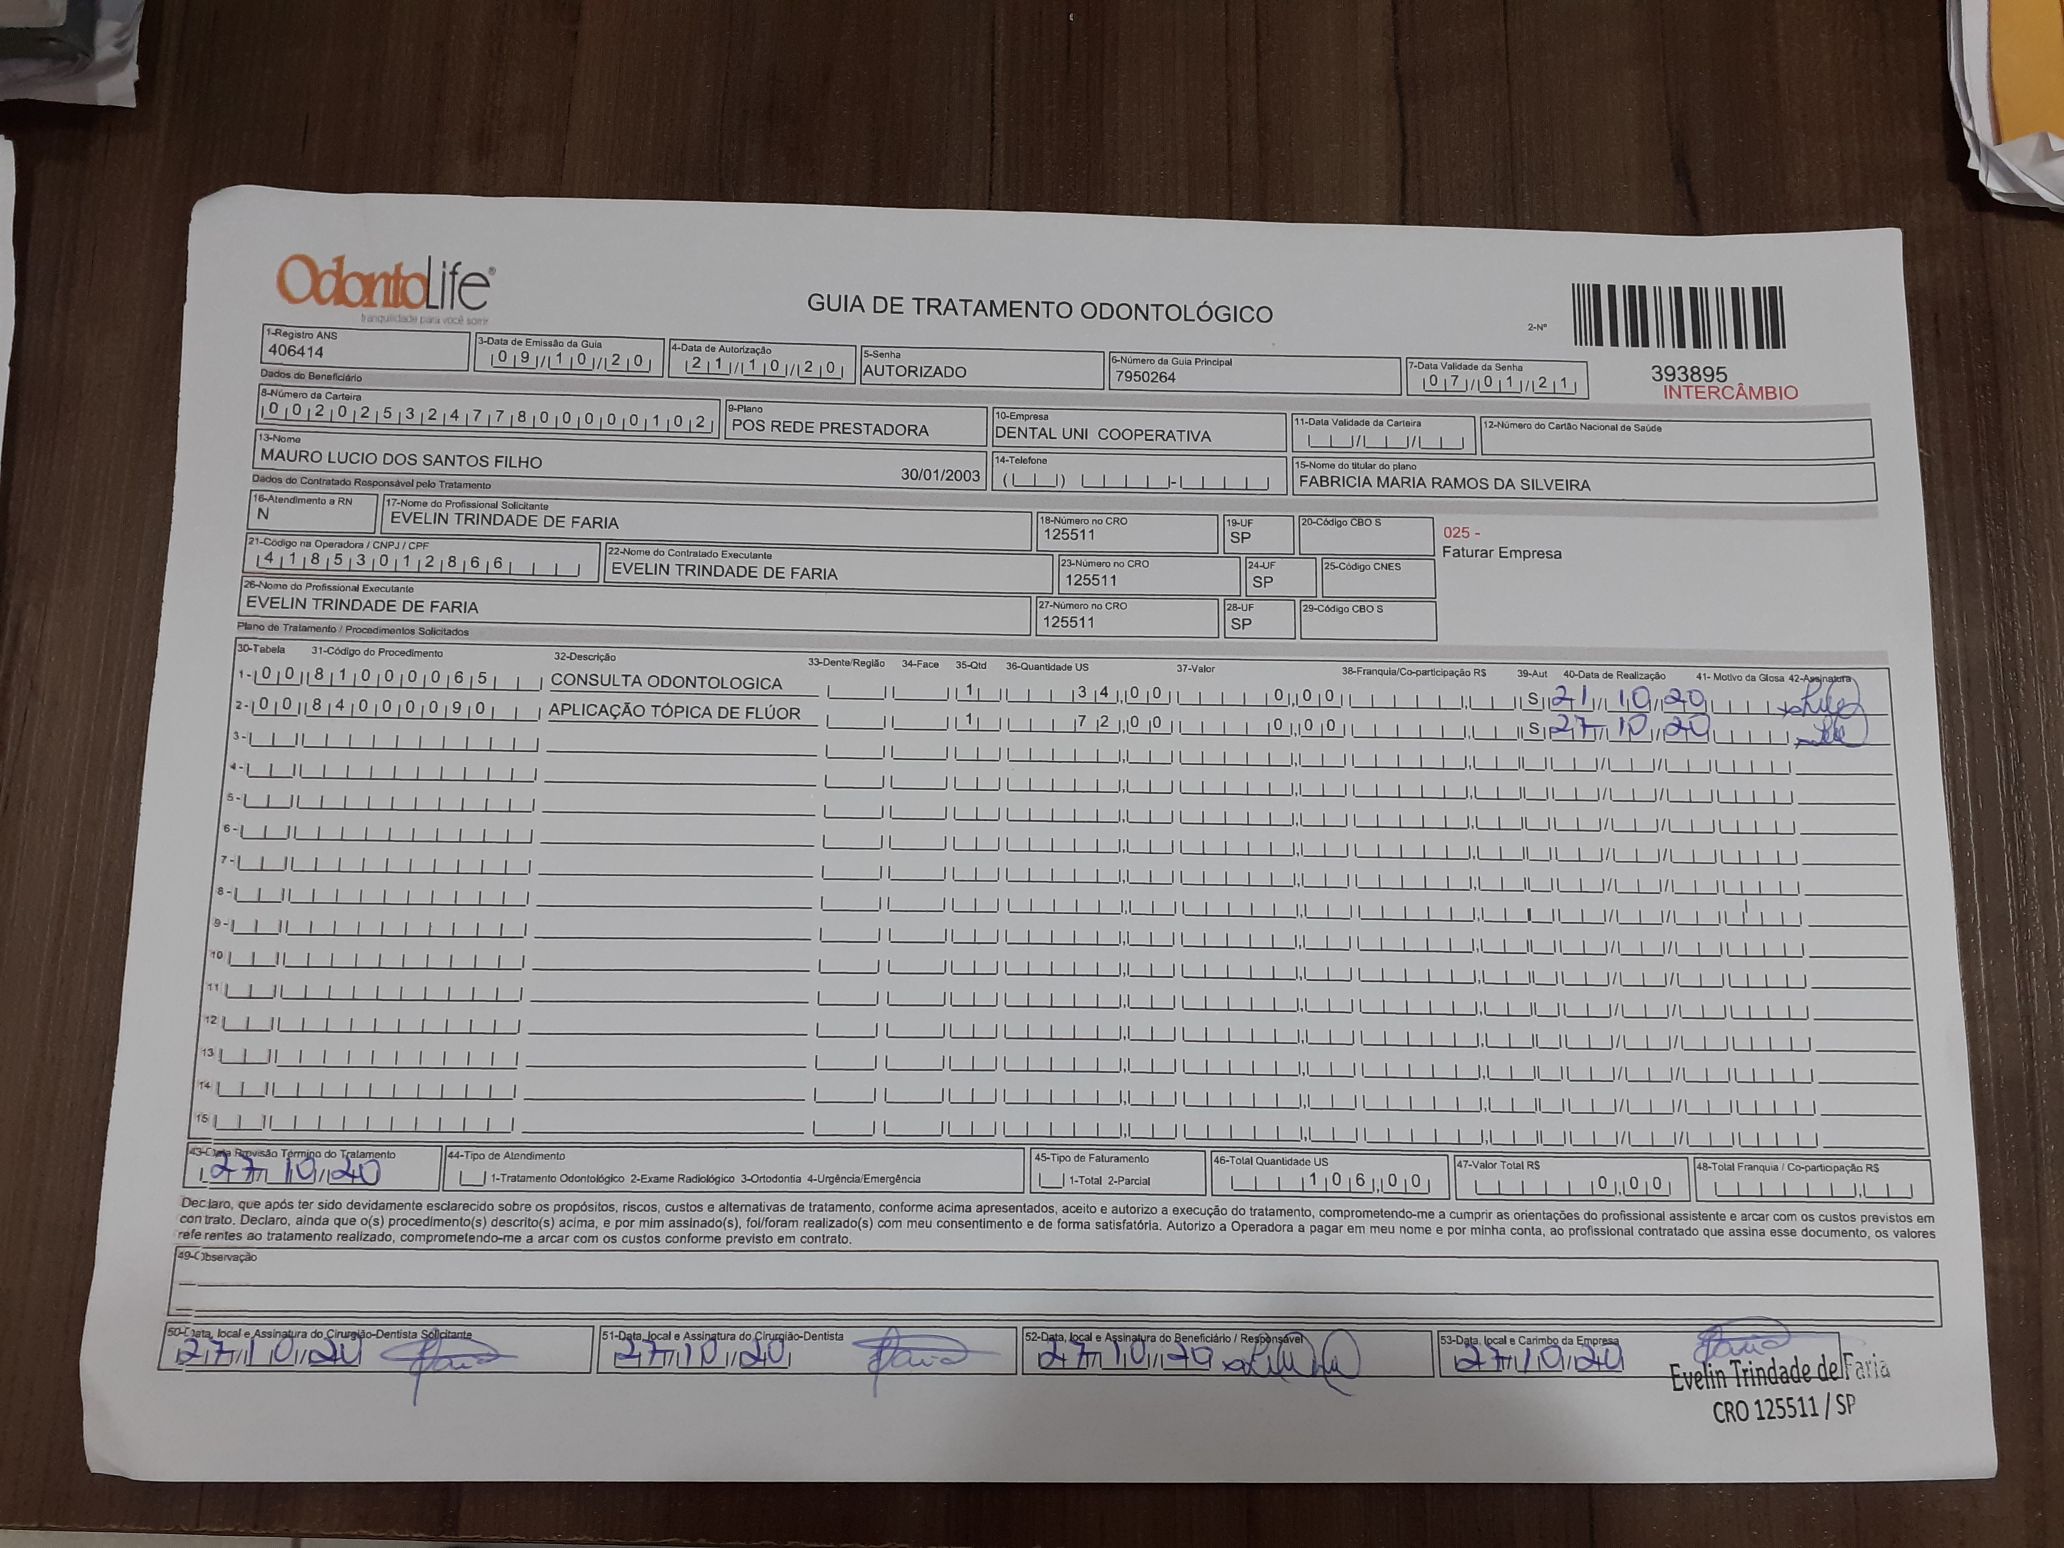 OdontoLife®
tranquilidade para você sorrir
GUIA DE TRATAMENTO ODONTOLÓGICO
2-Nº
393895
INTERCÂMBIO
1-Registro ANS
406414
3-Data de Emissão da Guia
09/10/20
4-Data de Autorização
21/10/20
5-Senha
AUTORIZADO
6-Número da Guia Principal
7950264
7-Data Validade da Senha
07/01/21
Dados do Beneficiário
8-Número da Carteira
00202532477800000102
9-Plano
POS REDE PRESTADORA
10-Empresa
DENTAL UNI COOPERATIVA
11-Data Validade da Carteira
12-Número do Cartão Nacional de Saúde
13-Nome
MAURO LUCIO DOS SANTOS FILHO 30/01/2003
14-Telefone
15-Nome do titular do plano
FABRICIA MARIA RAMOS DA SILVEIRA
Dados do Contratado Responsável pelo Tratamento
16-Atendimento a RN
N
17-Nome do Profissional Solicitante
EVELIN TRINDADE DE FARIA
18-Número no CRO
125511
19-UF
SP
20-Código CBO S
025 -
Faturar Empresa
21-Código na Operadora / CNPJ / CPF
41853012866
22-Nome do Contratado Executante
EVELIN TRINDADE DE FARIA
23-Número no CRO
125511
24-UF
SP
25-Código CNES
26-Nome do Profissional Executante
EVELIN TRINDADE DE FARIA
27-Número no CRO
125511
28-UF
SP
29-Código CBO S
Plano de Tratamento / Procedimentos Solicitados
30-Tabela 31-Código do Procedimento 32-Descrição 33-Dente/Região 34-Face 35-Qtd 36-Quantidade US 37-Valor 38-Franquia/Co-participação R$ 39-Aut 40-Data de Realização 41- Motivo da Glosa 42-Assinatura
1- 00 81000065 CONSULTA ODONTOLOGICA 1 34,00 0,00 S 21/10/20
2- 00 84000090 APLICAÇÃO TÓPICA DE FLÚOR 1 72,00 0,00 S 27/10/20
3-
4-
5-
6-
7-
8-
9-
10
11
12
13
14
15
43-Data Previsão Término do Tratamento
27/10/20
44-Tipo de Atendimento
1-Tratamento Odontológico 2-Exame Radiológico 3-Ortodontia 4-Urgência/Emergência
45-Tipo de Faturamento
1-Total 2-Parcial
46-Total Quantidade US
106,00
47-Valor Total R$
0,00
48-Total Franquia / Co-participação R$
Declaro, que após ter sido devidamente esclarecido sobre os propósitos, riscos, custos e alternativas de tratamento, conforme acima apresentados, aceito e autorizo a execução do tratamento, comprometendo-me a cumprir as orientações do profissional assistente e arcar com os custos previstos em
contrato. Declaro, ainda que o(s) procedimento(s) descrito(s) acima, e por mim assinado(s), foi/foram realizado(s) com meu consentimento e de forma satisfatória. Autorizo a Operadora a pagar em meu nome e por minha conta, ao profissional contratado que assina esse documento, os valores
referentes ao tratamento realizado, comprometendo-me a arcar com os custos conforme previsto em contrato.
49-Observação
50-Data, local e Assinatura do Cirurgião-Dentista Solicitante
27/10/20
51-Data, local e Assinatura do Cirurgião-Dentista
27/10/20
52-Data, local e Assinatura do Beneficiário / Responsável
27/10/20
53-Data, local e Carimbo da Empresa
27/10/20
Evelin Trindade de Faria
CRO 125511 / SP